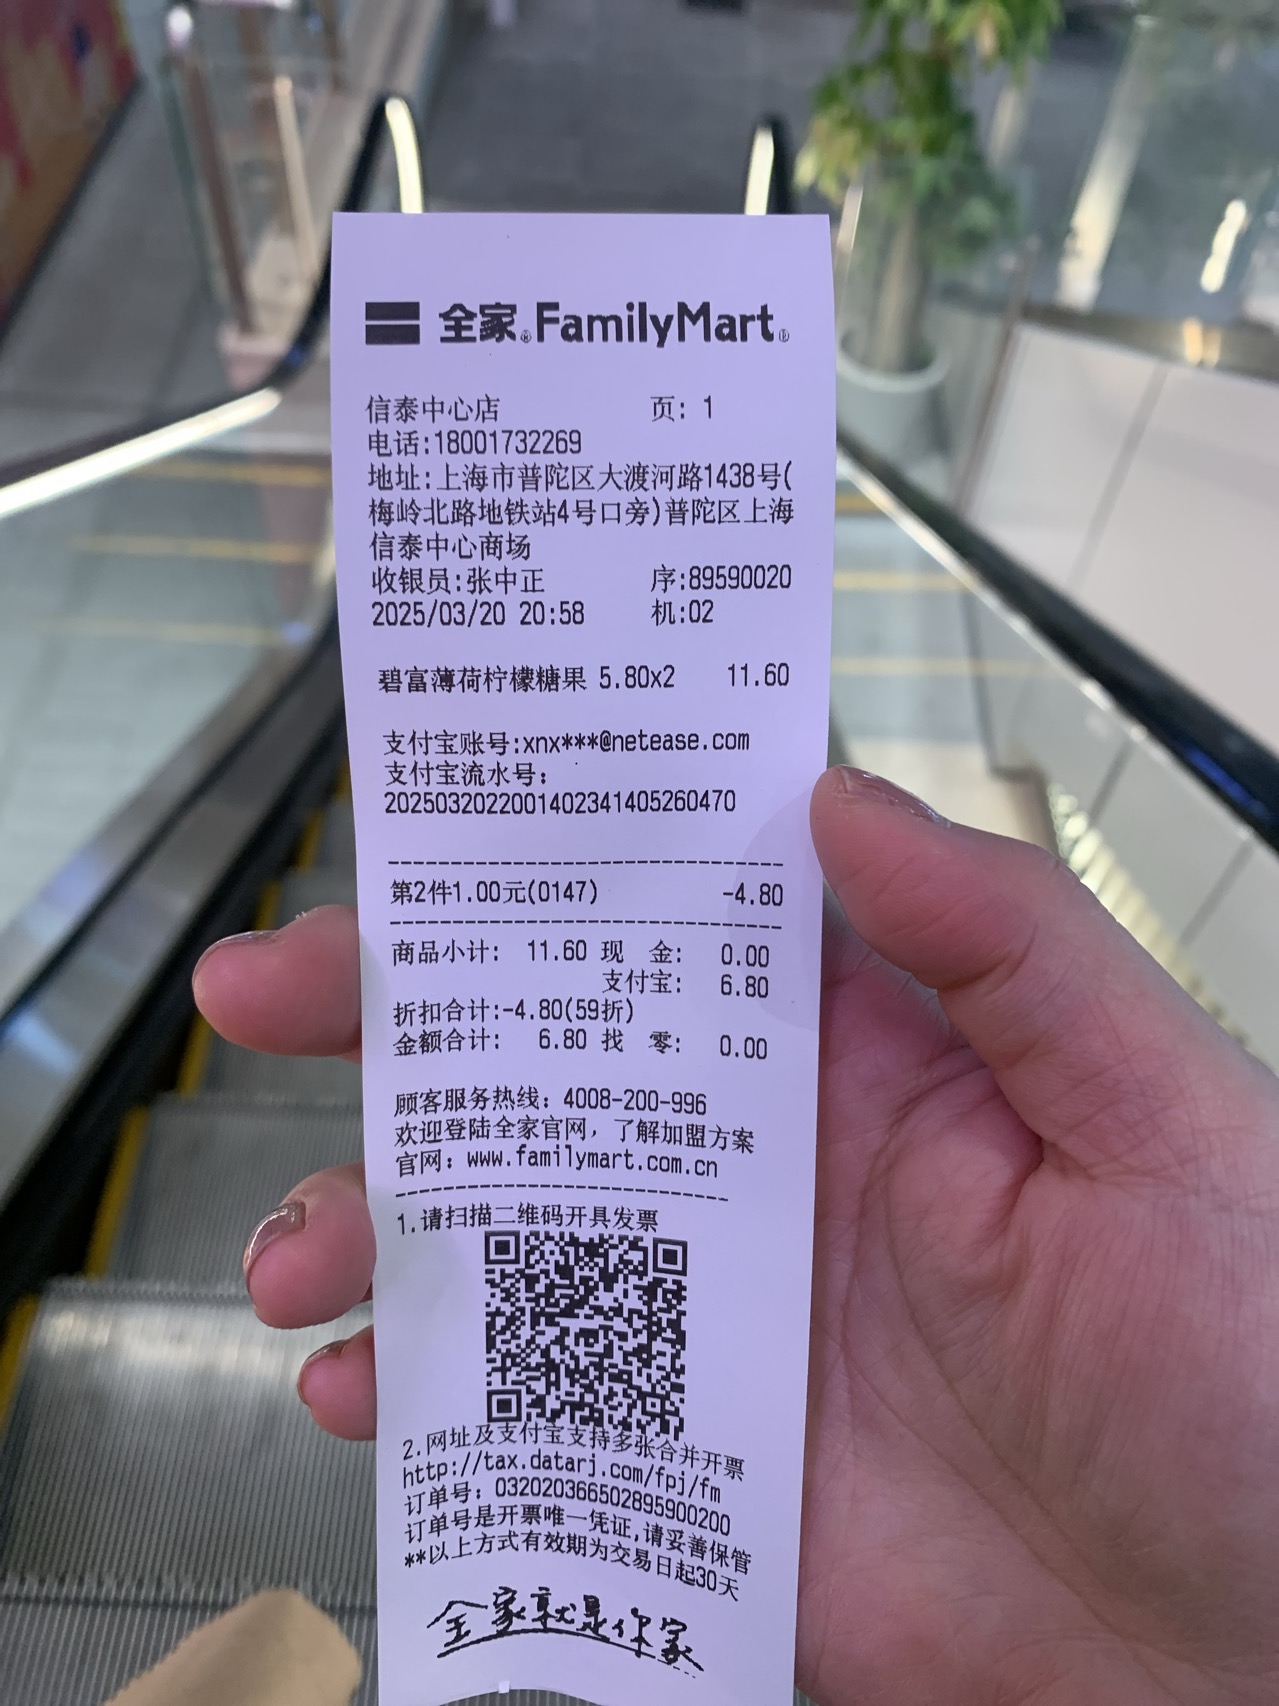 全家®FamilyMart®
信泰中心店 页: 1
电话:18001732269
地址:上海市普陀区大渡河路1438号(
梅岭北路地铁站4号口旁)普陀区上海
信泰中心商场
收银员:张中正 序:89590020
2025/03/20 20:58 机:02
碧富薄荷柠檬糖果 5.80x2 11.60
支付宝账号:xnx***@netease.com
支付宝流水号:
2025032022001402341405260470
第2件1.00元(0147) -4.80
商品小计: 11.60 现 金: 0.00
支付宝: 6.80
折扣合计:-4.80(59折)
金额合计: 6.80 找 零: 0.00
顾客服务热线: 4008-200-996
欢迎登陆全家官网, 了解加盟方案
官网: www.familymart.com.cn
1.请扫描二维码开具发票
2.网址及支付宝支持多张合并开票
http://tax.datarj.com/fpj/fm
订单号: 032020366502895900200
订单号是开票唯一凭证,请妥善保管
**以上方式有效期为交易日起30天
全家就是你家